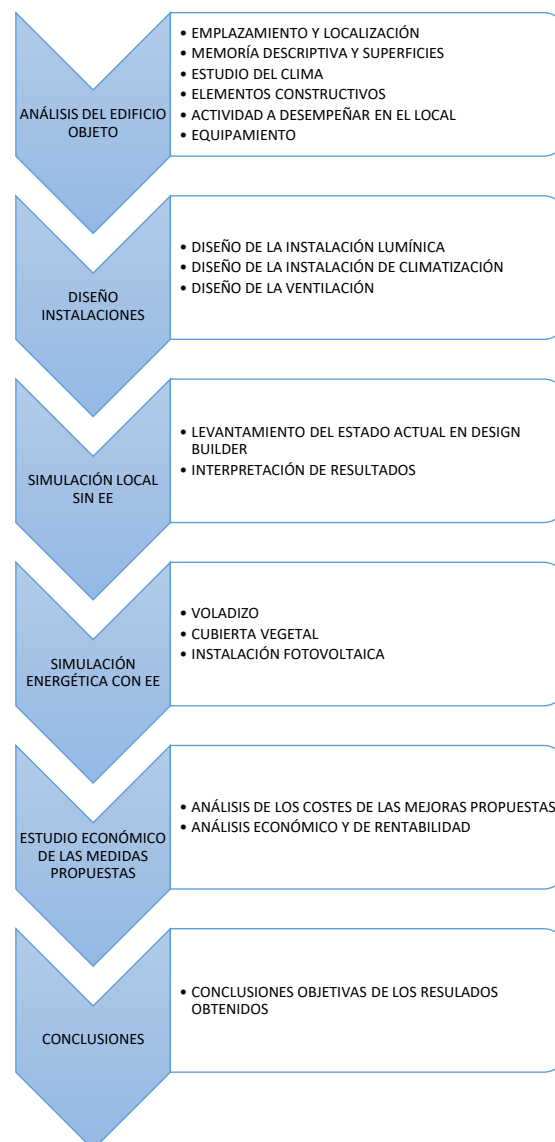 ANÁLISIS DEL EDIFICIO
OBJETO
• EMPLAZAMIENTO Y LOCALIZACIÓN
• MEMORÍA DESCRIPTIVA Y SUPERFICIES
• ESTUDIO DEL CLIMA
• ELEMENTOS CONSTRUCTIVOS
• ACTIVIDAD A DESEMPEÑAR EN EL LOCAL
• EQUIPAMIENTO
DISEÑO
INSTALACIONES
• DISEÑO DE LA INSTALACIÓN LUMÍNICA
• DISEÑO DE LA INSTALACIÓN DE CLIMATIZACIÓN
• DISEÑO DE LA VENTILACIÓN
SIMULACIÓN LOCAL
SIN EE
• LEVANTAMIENTO DEL ESTADO ACTUAL EN DESIGN
BUILDER
• INTERPRETACIÓN DE RESULTADOS
SIMULACIÓN
ENERGÉTICA CON EE
• VOLADIZO
• CUBIERTA VEGETAL
• INSTALACIÓN FOTOVOLTAICA
ESTUDIO ECONÓMICO
DE LAS MEDIDAS
PROPUESTAS
• ANÁLISIS DE LOS COSTES DE LAS MEJORAS PROPUESTAS
• ANÁLISIS ECONÓMICO Y DE RENTABILIDAD
CONCLUSIONES
• CONCLUSIONES OBJETIVAS DE LOS RESULADOS
OBTENIDOS